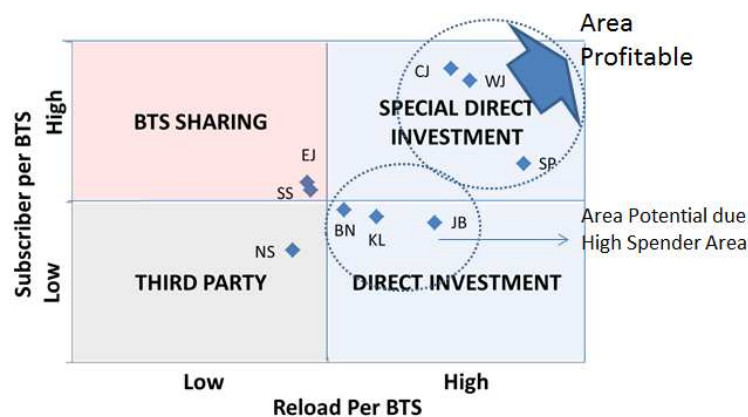 Area
Profitable
CJ
WJ
BTS SHARING
SPECIAL DIRECT
INVESTMENT
EJ
SP
SS
BN
KL
JB
Area Potential due
High Spender Area
NS
THIRD PARTY
DIRECT INVESTMENT
Subscriber per BTS
High
Low
Low
High
Reload Per BTS